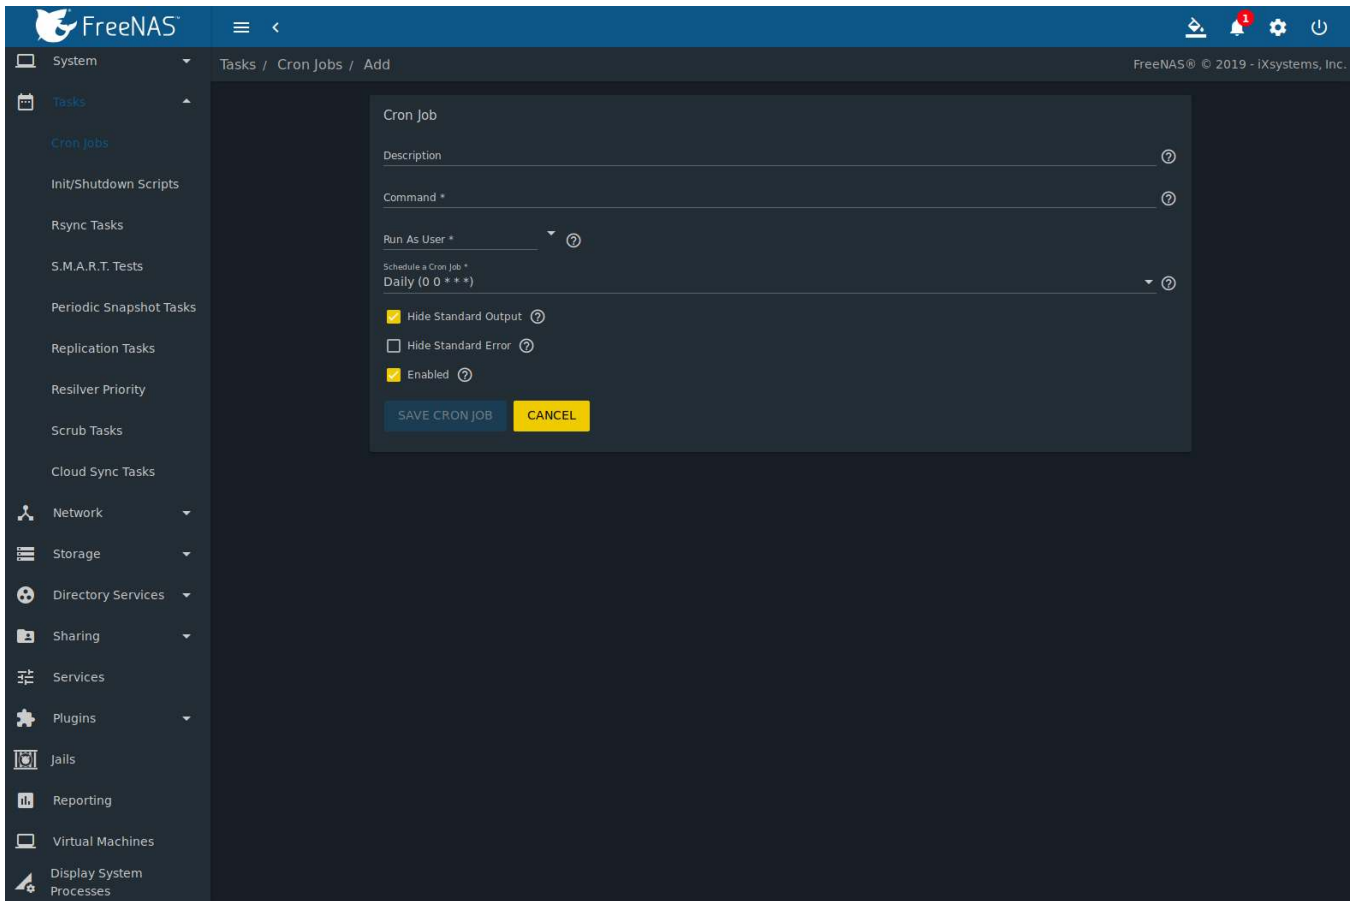 FreeNAS
1
System
Tasks / Cron Jobs / Add
FreeNAS® © 2019 - iXsystems, Inc.
Tasks
Cron Jobs
Init/Shutdown Scripts
Rsync Tasks
S.M.A.R.T. Tests
Periodic Snapshot Tasks
Replication Tasks
Resilver Priority
Scrub Tasks
Cloud Sync Tasks
Network
Storage
Directory Services
Sharing
Services
Plugins
Jails
Reporting
Virtual Machines
Display System
Processes
Cron Job
Description
Command *
Run As User *
Schedule a Cron Job *
Daily (0 0 * * *)
Hide Standard Output
Hide Standard Error
Enabled
SAVE CRON JOB
CANCEL